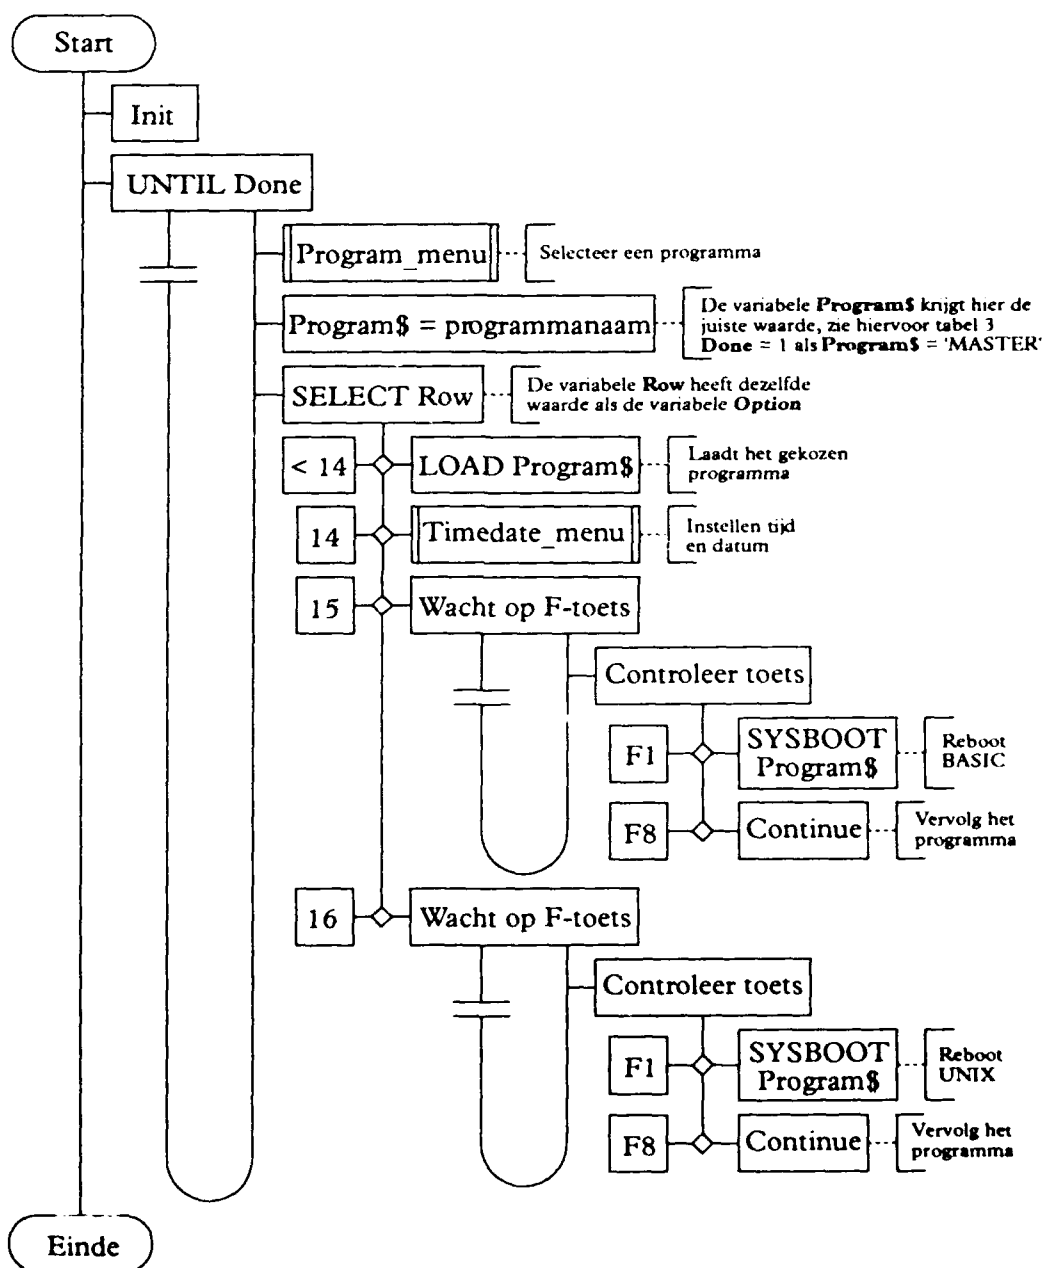 Start
Init
UNTIL Done
Program_menu
Selecteer een programma
Program$ = programmanaam
De variabele Program$ krijgt hier de
juiste waarde, zie hiervoor tabel 3
Done = 1 als Program$ = 'MASTER'
SELECT Row
De variabele Row heeft dezelfde
waarde als de variabele Option
< 14
LOAD Program$
Laadt het gekozen
programma
14
Timedate_menu
Instellen tijd
en datum
15
Wacht op F-toets
Controleer toets
F1
SYSBOOT
Program$
Reboot
BASIC
F8
Continue
Vervolg het
programma
16
Wacht op F-toets
Controleer toets
F1
SYSBOOT
Program$
Reboot
UNIX
F8
Continue
Vervolg het
programma
Einde